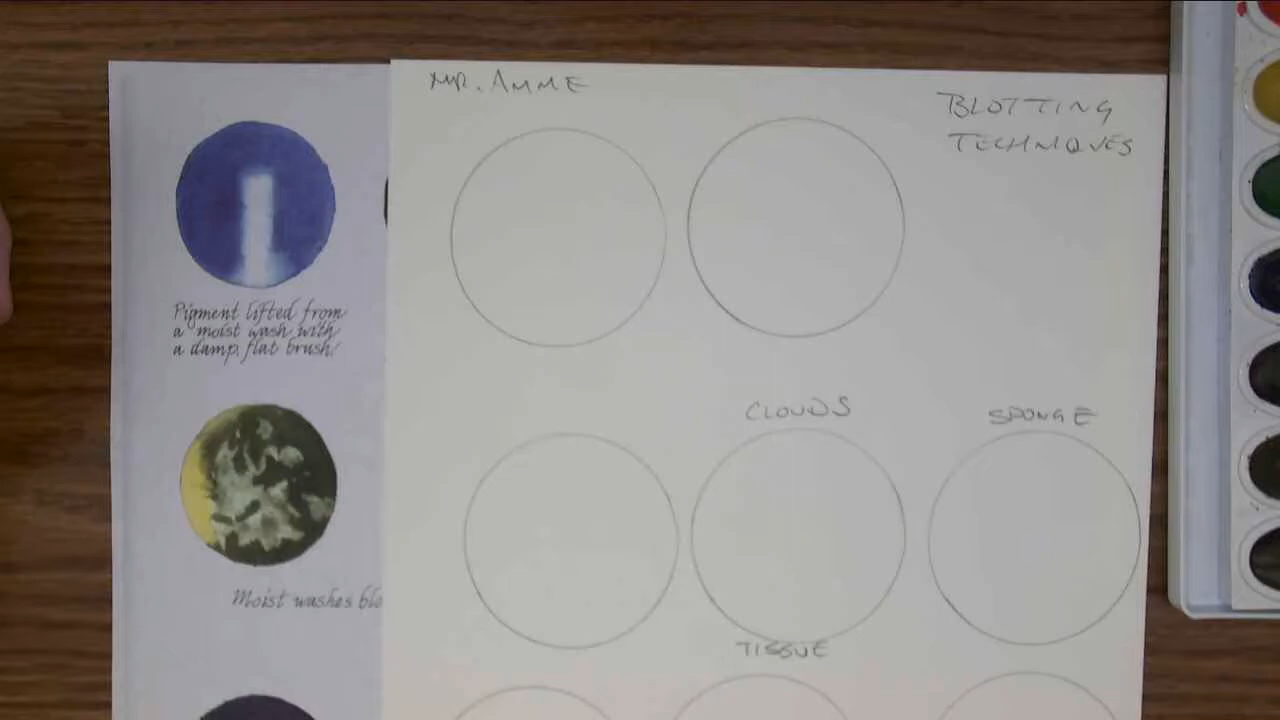 MR. AMME
BLOTTING
TECHNIQUES
Pigment lifted from
a moist wash with
a damp, flat brush.
CLOUDS
SPONGE
Moist washes blo
TISSUE